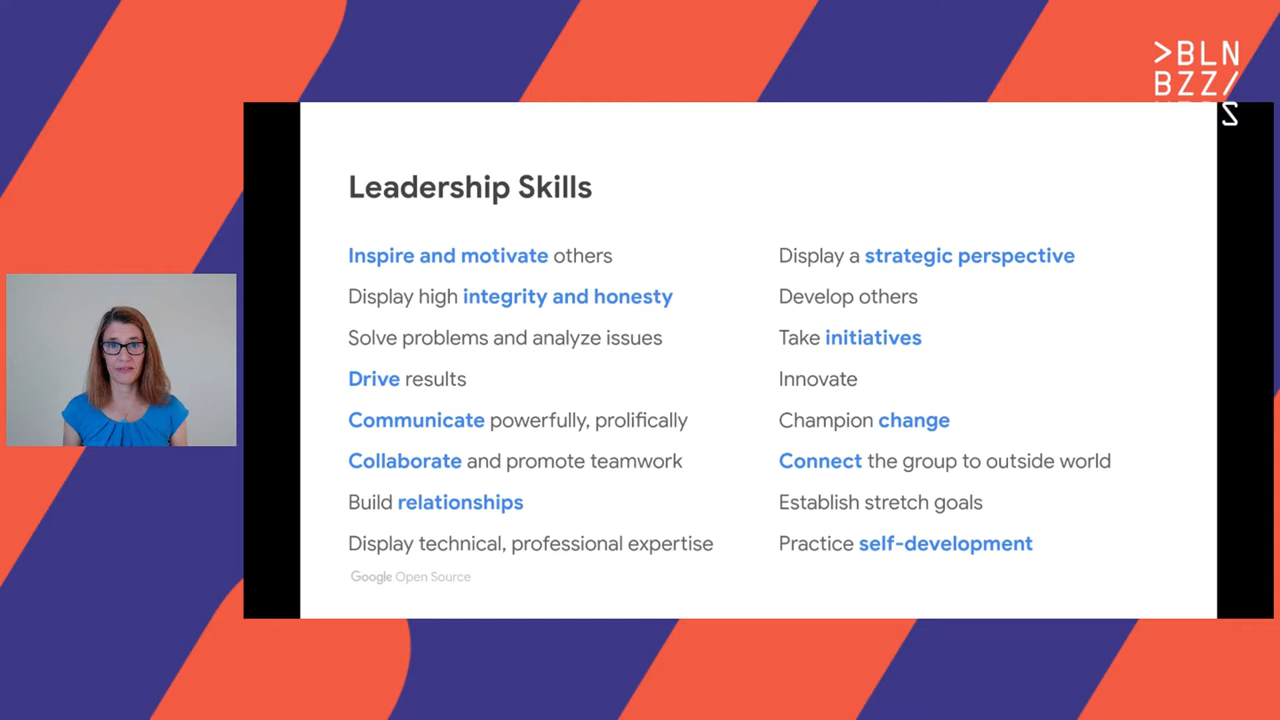 >BLN
BZZ/
S
Leadership Skills
Inspire and motivate others
Display high integrity and honesty
Solve problems and analyze issues
Drive results
Communicate powerfully, prolifically
Collaborate and promote teamwork
Build relationships
Display technical, professional expertise
Display a strategic perspective
Develop others
Take initiatives
Innovate
Champion change
Connect the group to outside world
Establish stretch goals
Practice self-development
Google Open Source